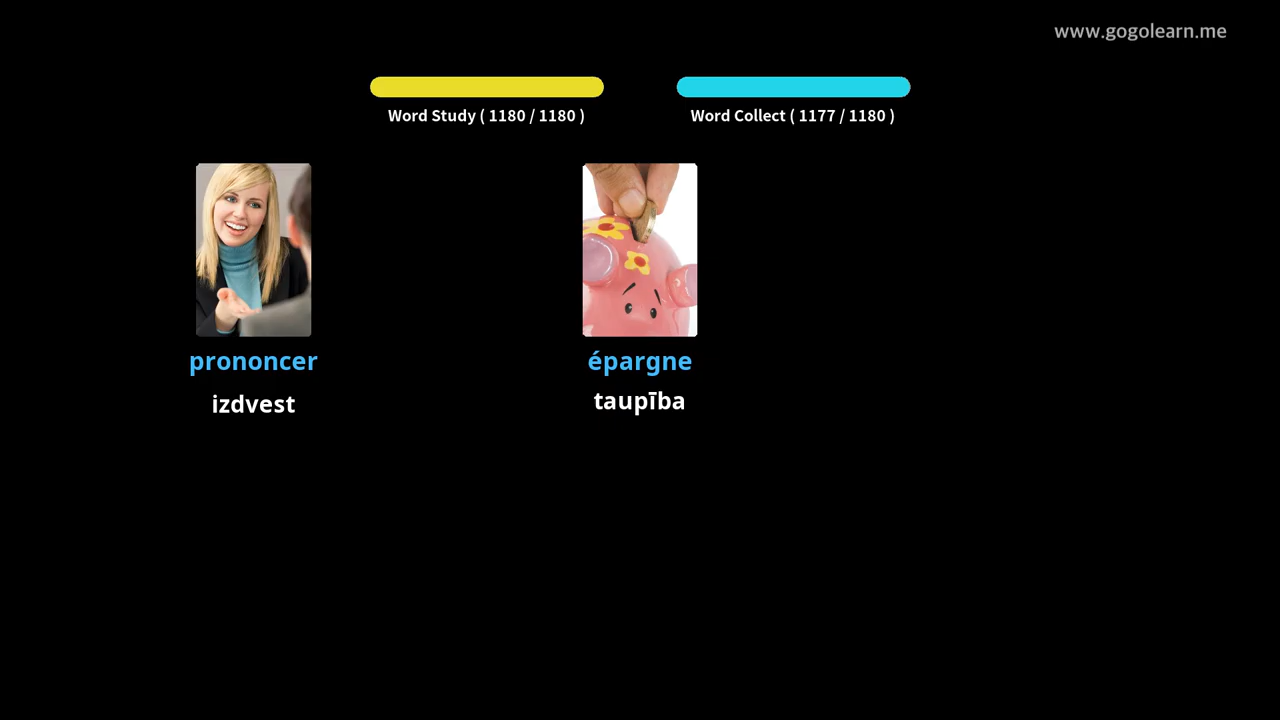 www.gogolearn.me
Word Study ( 1180 / 1180 )
Word Collect ( 1177 / 1180 )
prononcer
izdvest
épargne
taupība